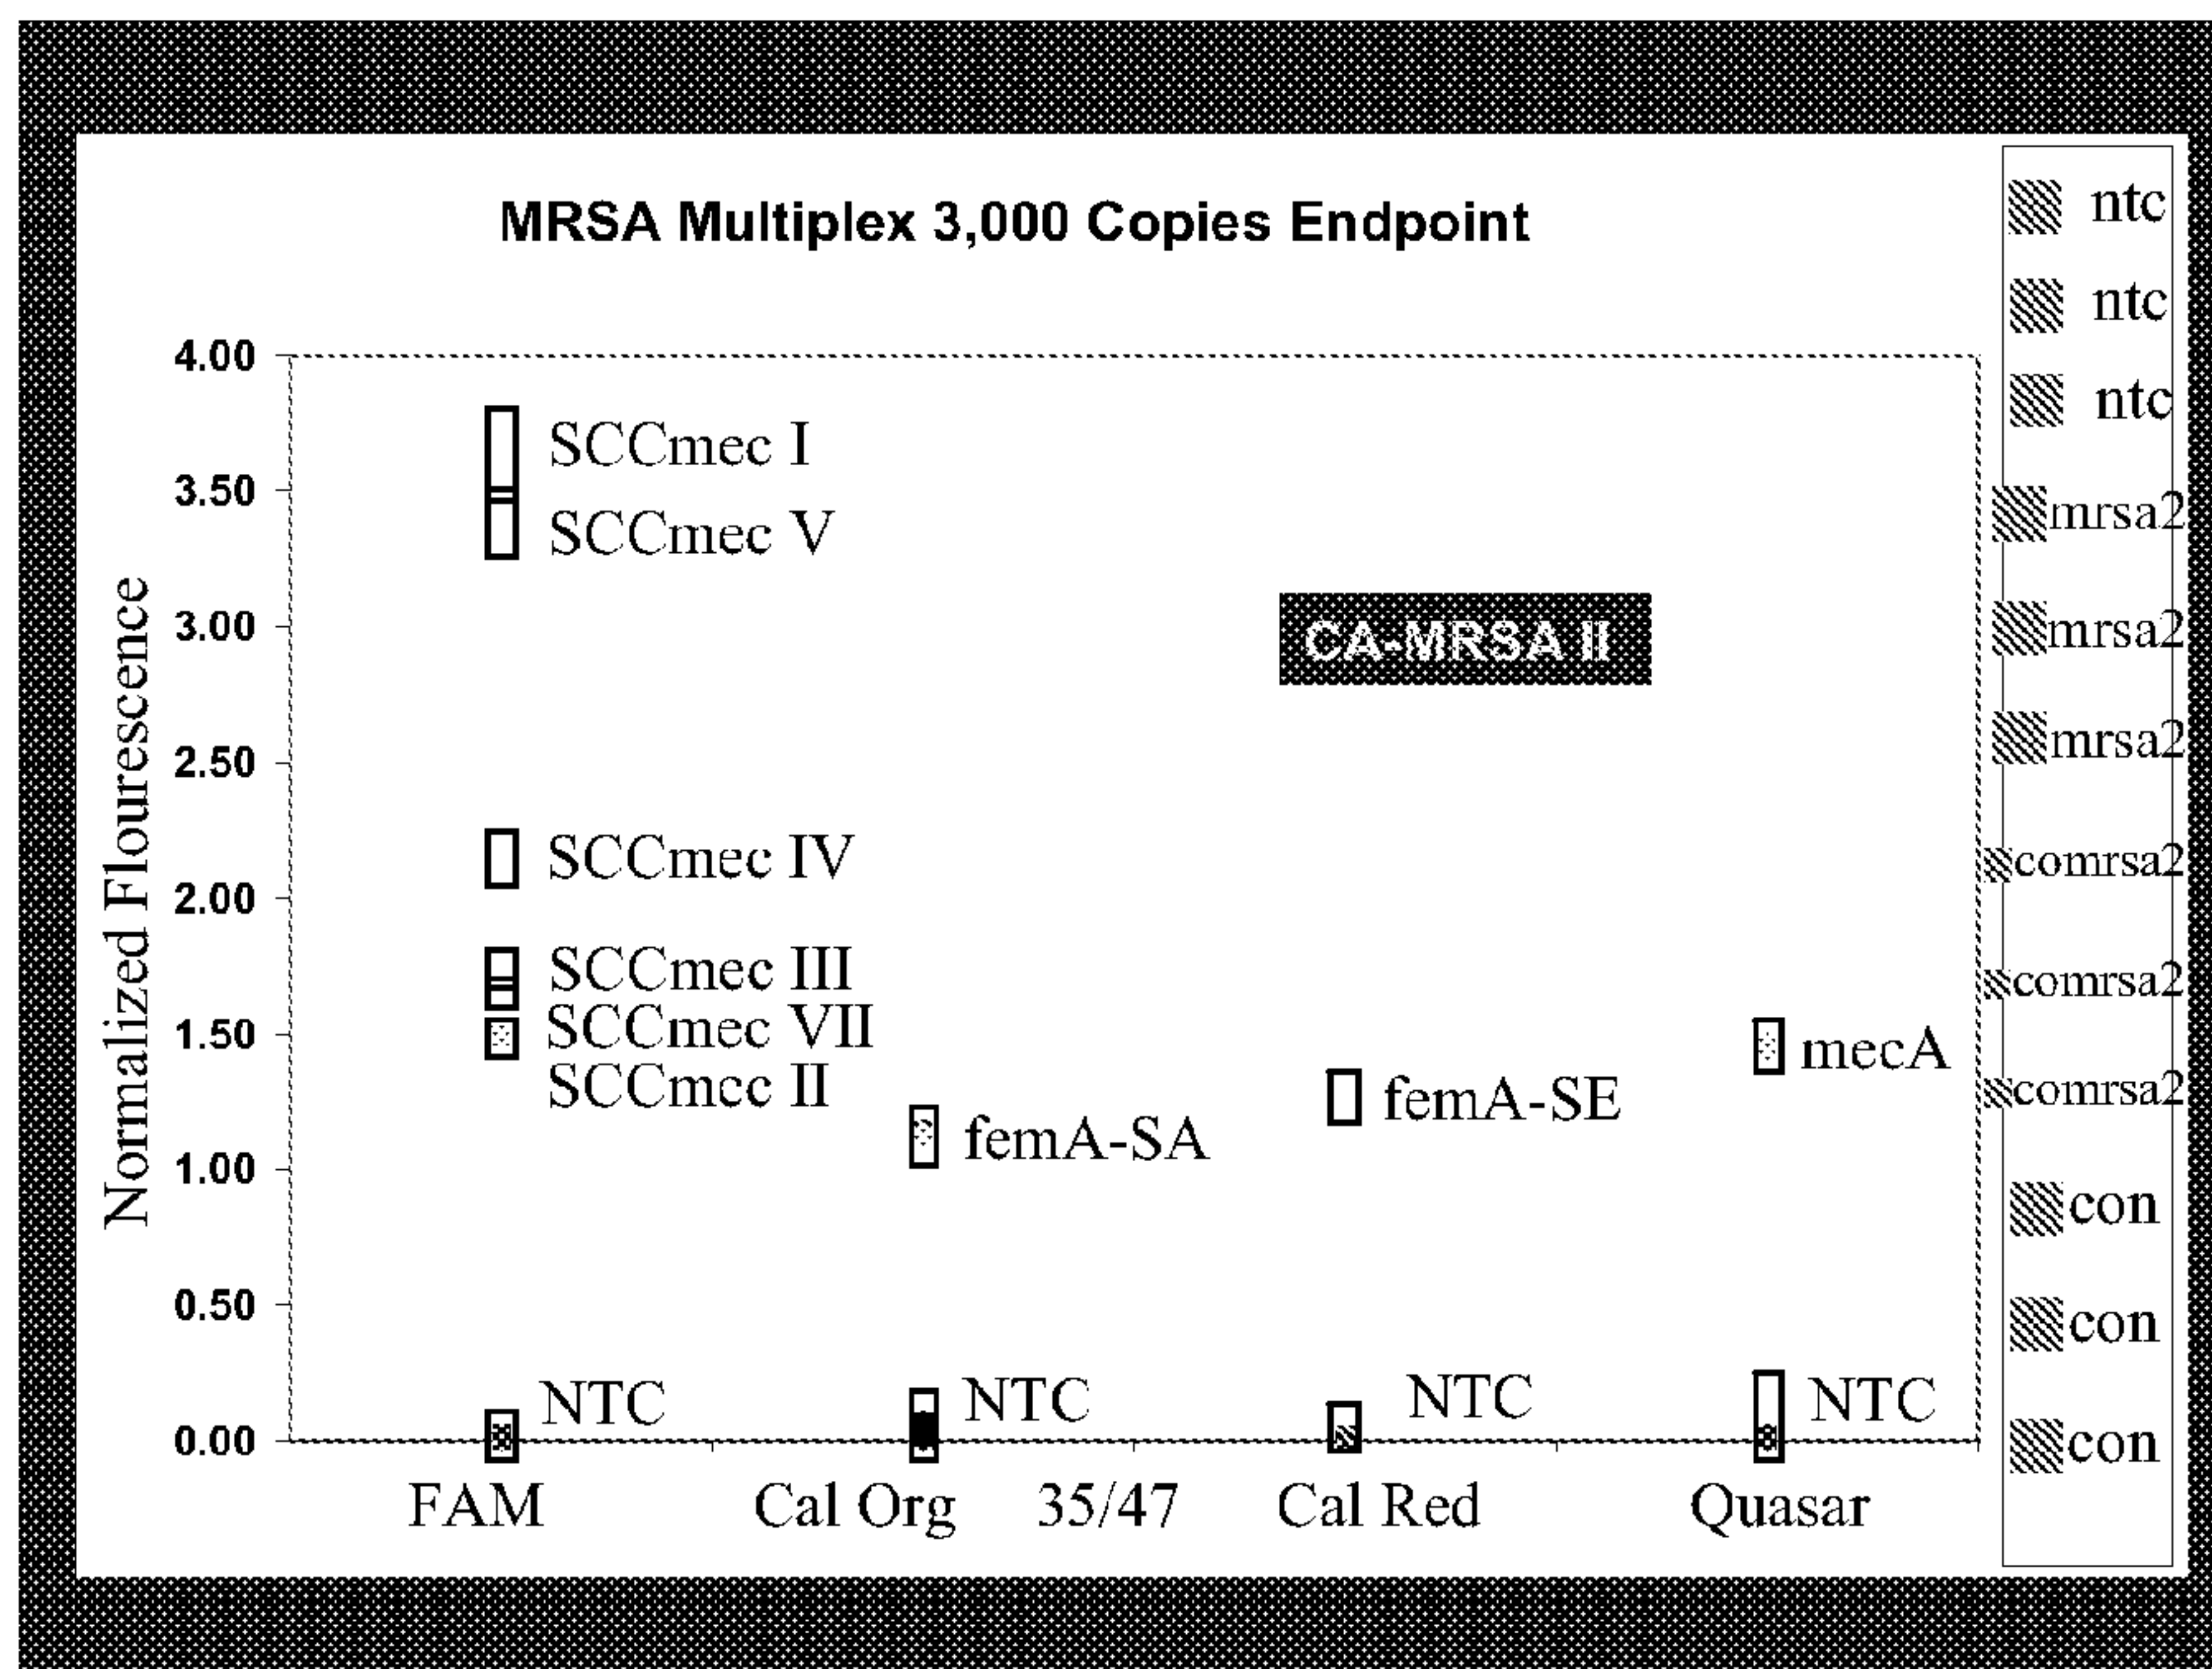 MRSA Multiplex 3,000 Copies Endpoint
Normalized Flourescence
4.00
3.50
3.00
2.50
2.00
1.50
1.00
0.50
0.00
SCCmec I
SCCmec V
SCCmec IV
SCCmec III
SCCmec VII
SCCmec II
CA-MRSA II
femA-SA
femA-SE
mecA
NTC
NTC
NTC
NTC
FAM
Cal Org
35/47
Cal Red
Quasar
ntc
ntc
ntc
mrsa2
mrsa2
mrsa2
comrsa2
comrsa2
comrsa2
con
con
con